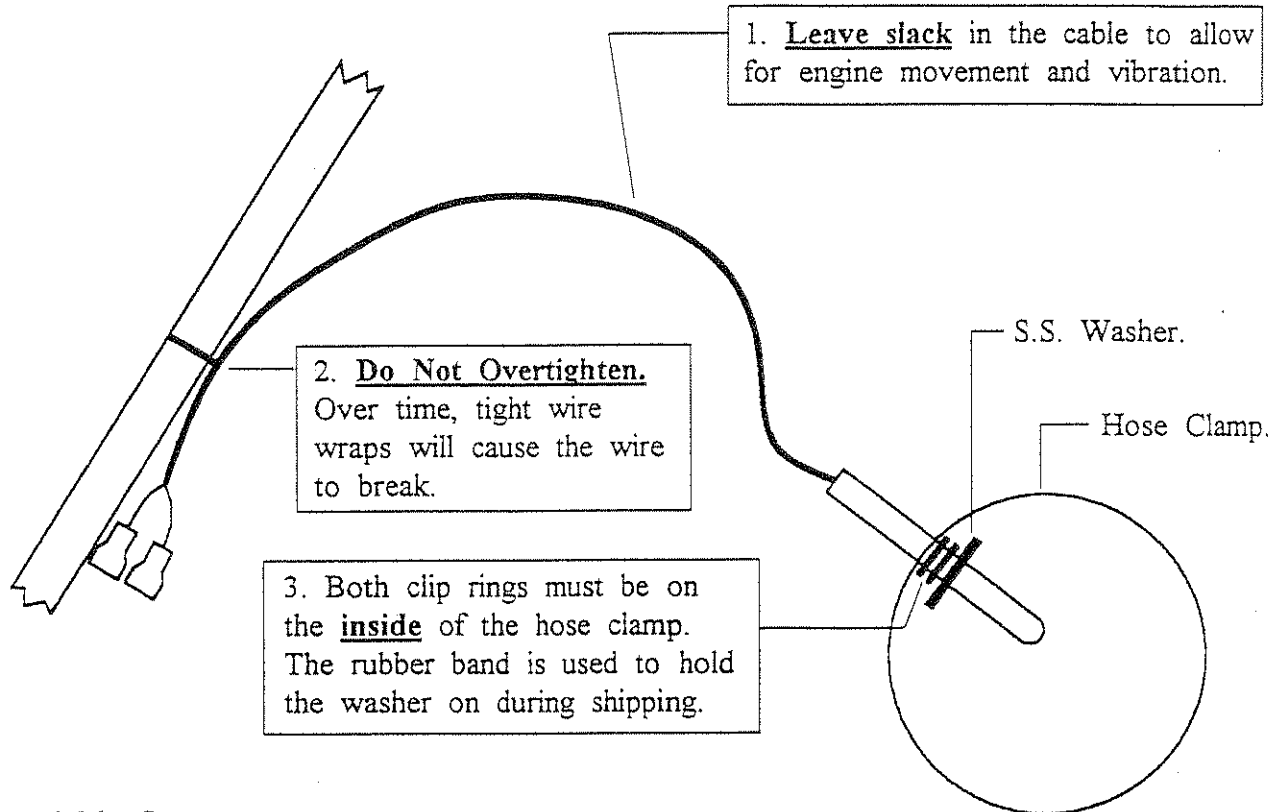 1. Leave slack in the cable to allow
for engine movement and vibration.
S.S. Washer.
2. Do Not Overtighten.
Over time, tight wire
wraps will cause the wire
to break.
Hose Clamp.
3. Both clip rings must be on
the inside of the hose clamp.
The rubber band is used to hold
the washer on during shipping.